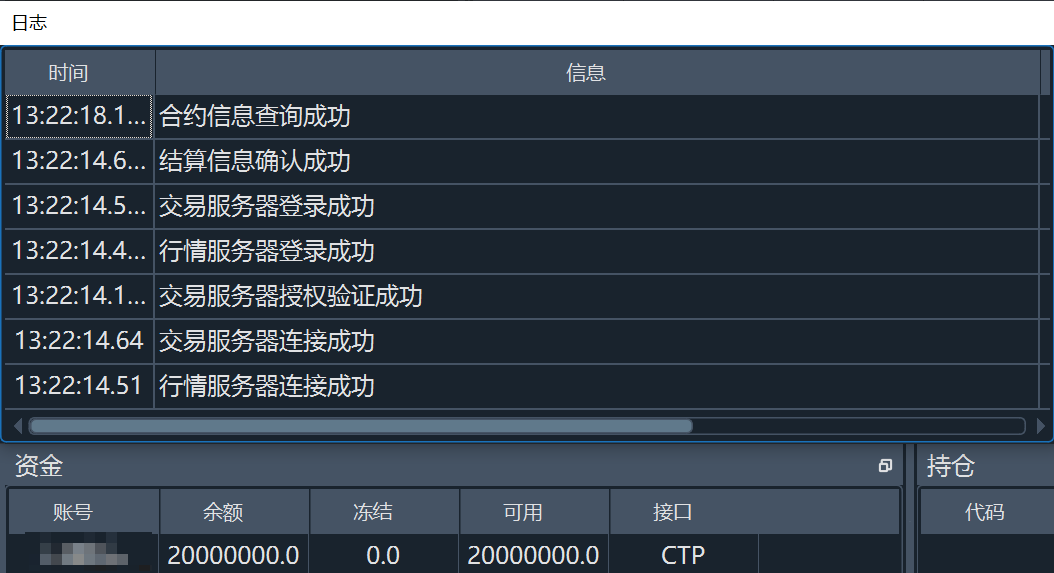 日志
时间 信息
13:22:18.1... 合约信息查询成功
13:22:14.6... 结算信息确认成功
13:22:14.5... 交易服务器登录成功
13:22:14.4... 行情服务器登录成功
13:22:14.1... 交易服务器授权验证成功
13:22:14.64 交易服务器连接成功
13:22:14.51 行情服务器连接成功
资金 持仓
账号 余额 冻结 可用 接口 代码
20000000.0 0.0 20000000.0 CTP